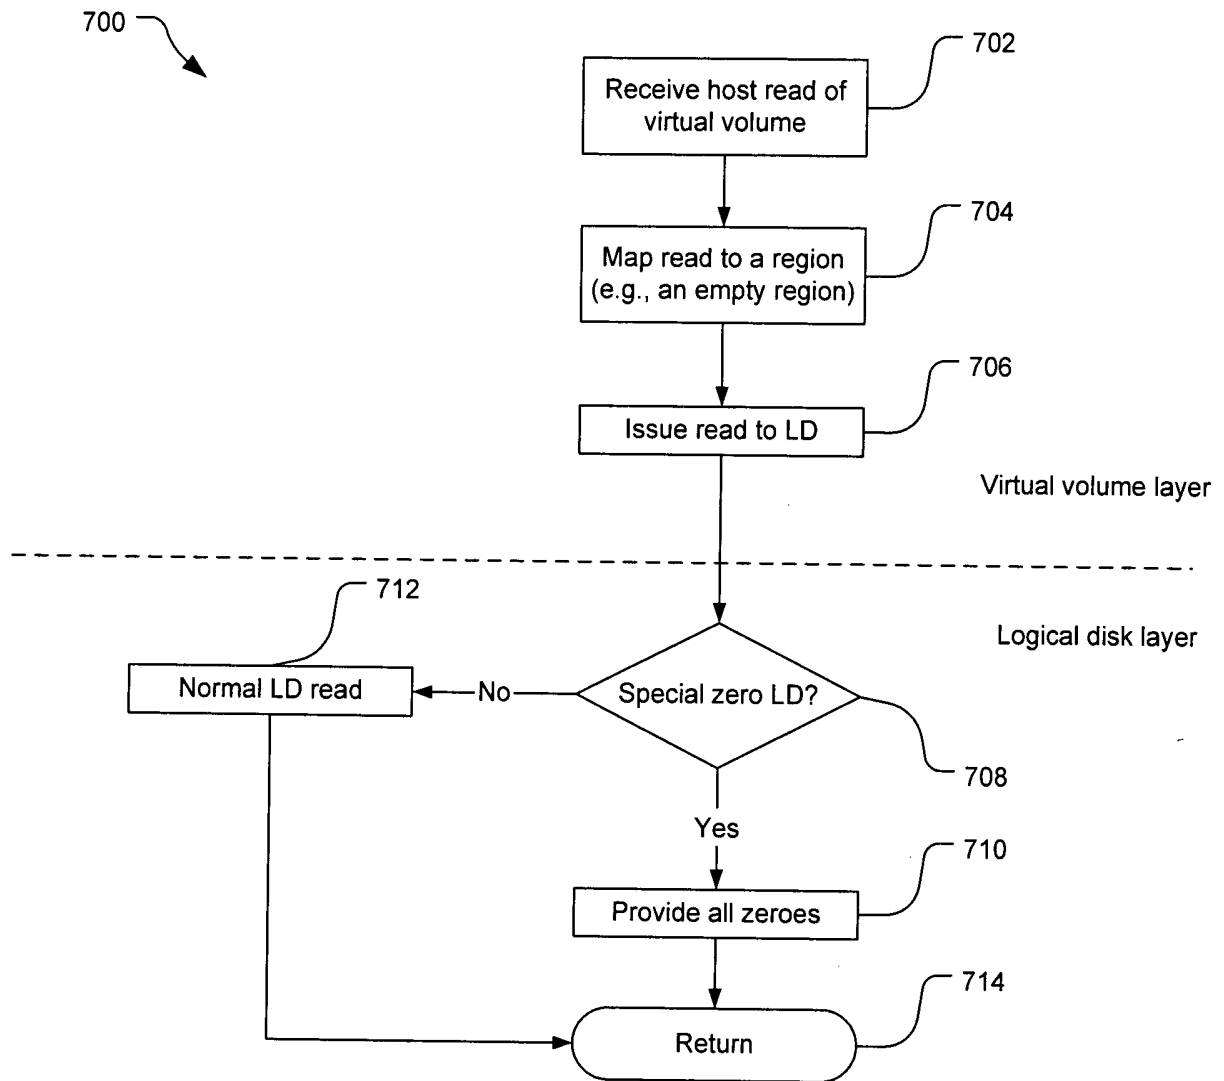 700
702
Receive host read of
virtual volume
704
Map read to a region
(e.g., an empty region)
706
Issue read to LD
Virtual volume layer
712
Logical disk layer
Normal LD read
No
Special zero LD?
708
Yes
710
Provide all zeroes
714
Return